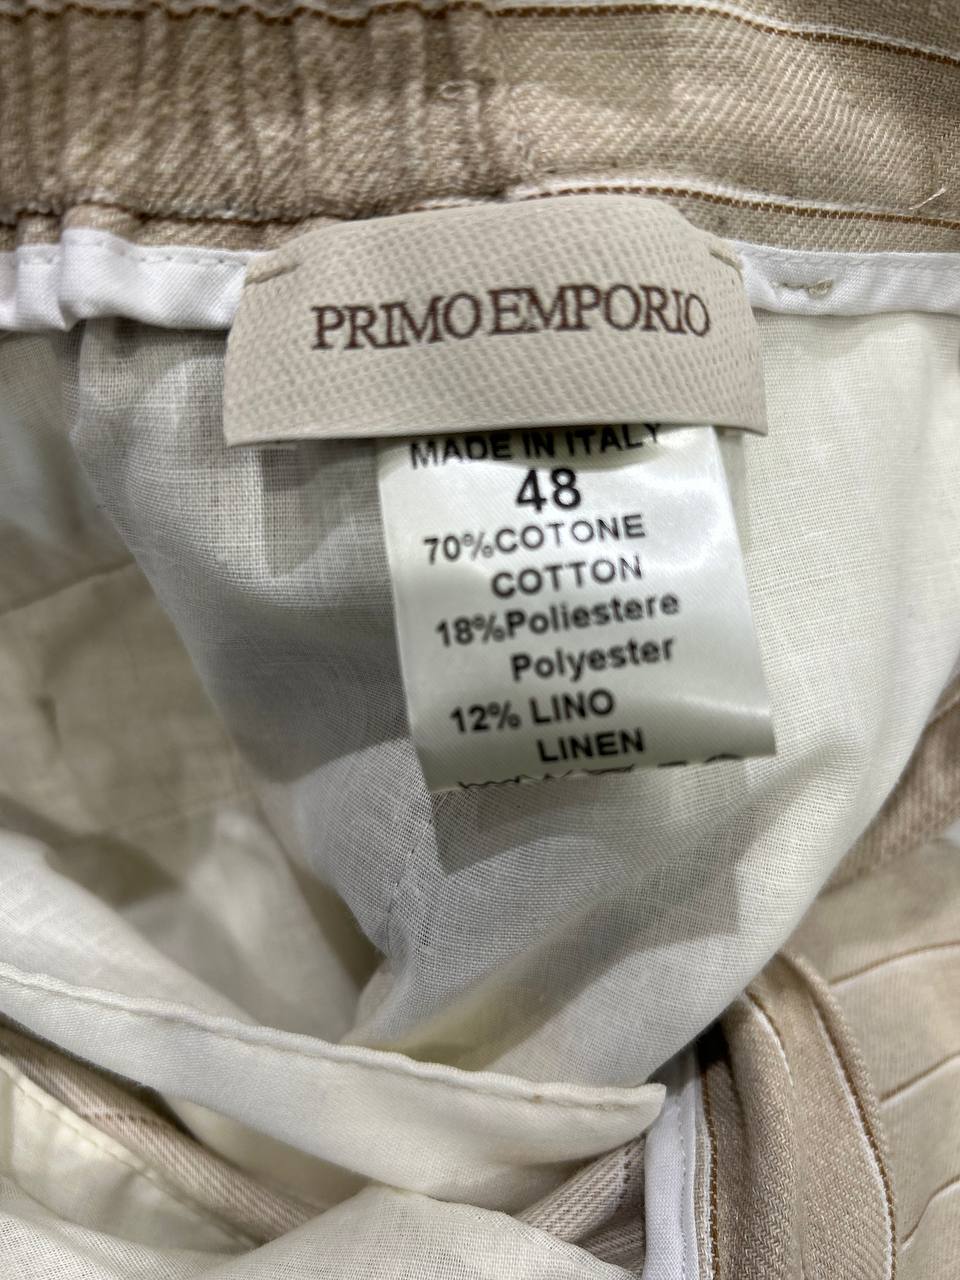 PRIMO EMPORIO
MADE IN ITALY
48
70%COTONE
COTTON
18%Poliestere
Polyester
12% LINO
LINEN